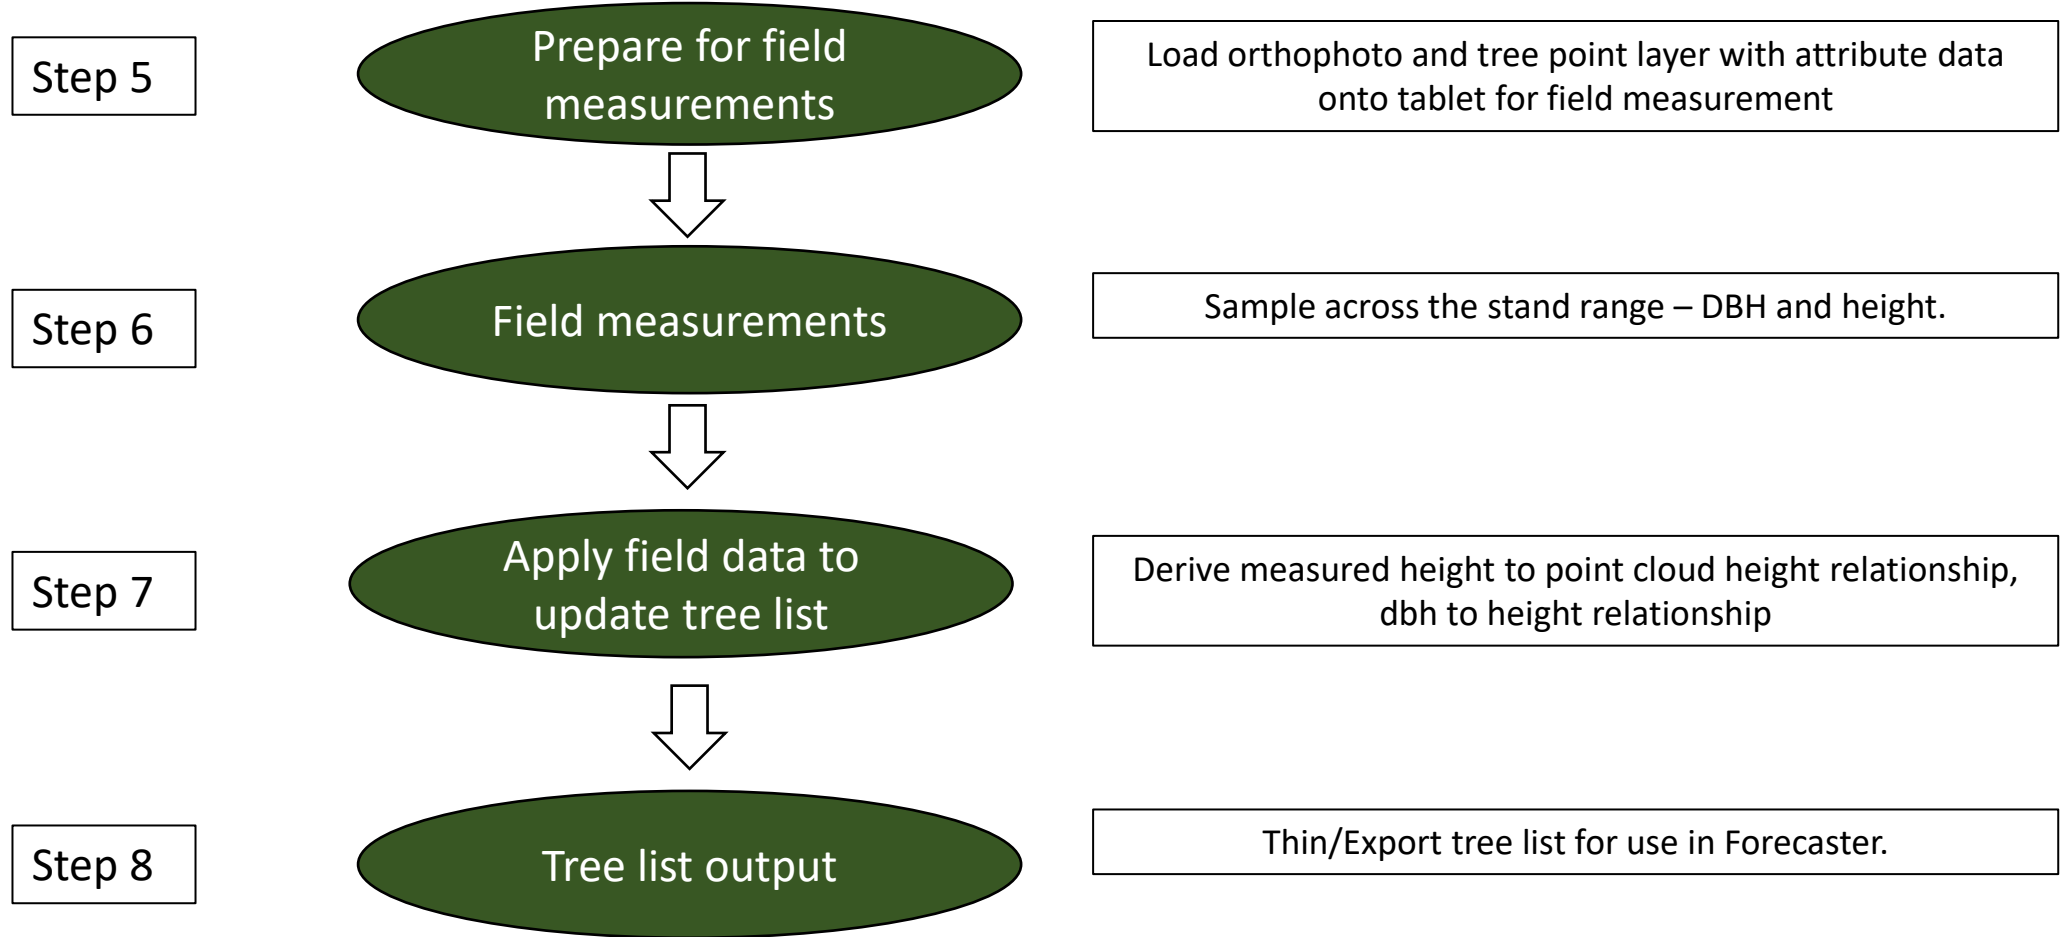 Step 5
Prepare for field
measurements
Load orthophoto and tree point layer with attribute data
onto tablet for field measurement
Step 6
Field measurements
Sample across the stand range – DBH and height.
Step 7
Apply field data to
update tree list
Derive measured height to point cloud height relationship,
dbh to height relationship
Step 8
Tree list output
Thin/Export tree list for use in Forecaster.